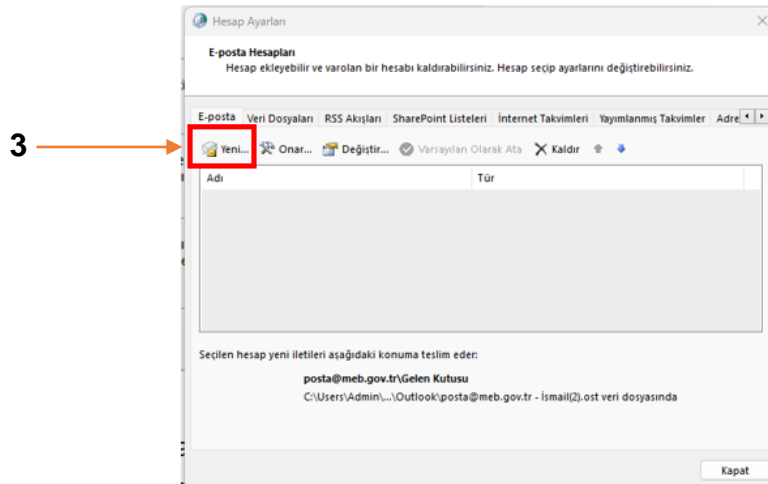 Hesap Ayarları
E-posta Hesapları
Hesap ekleyebilir ve varolan bir hesabı kaldırabilirsiniz. Hesap seçip ayarlarını değiştirebilirsiniz.
E-posta Veri Dosyaları RSS Akışları SharePoint Listeleri İnternet Takvimleri Yayımlanmış Takvimler Adre
3
Yeni... Onar... Değiştir... Varsayılan Olarak Ata Kaldır
Adı Tür
Seçilen hesap yeni iletileri aşağıdaki konuma teslim eder:
posta@meb.gov.tr\Gelen Kutusu
C:\Users\Admin\...\Outlook\posta@meb.gov.tr - İsmail(2).ost veri dosyasında
Kapat